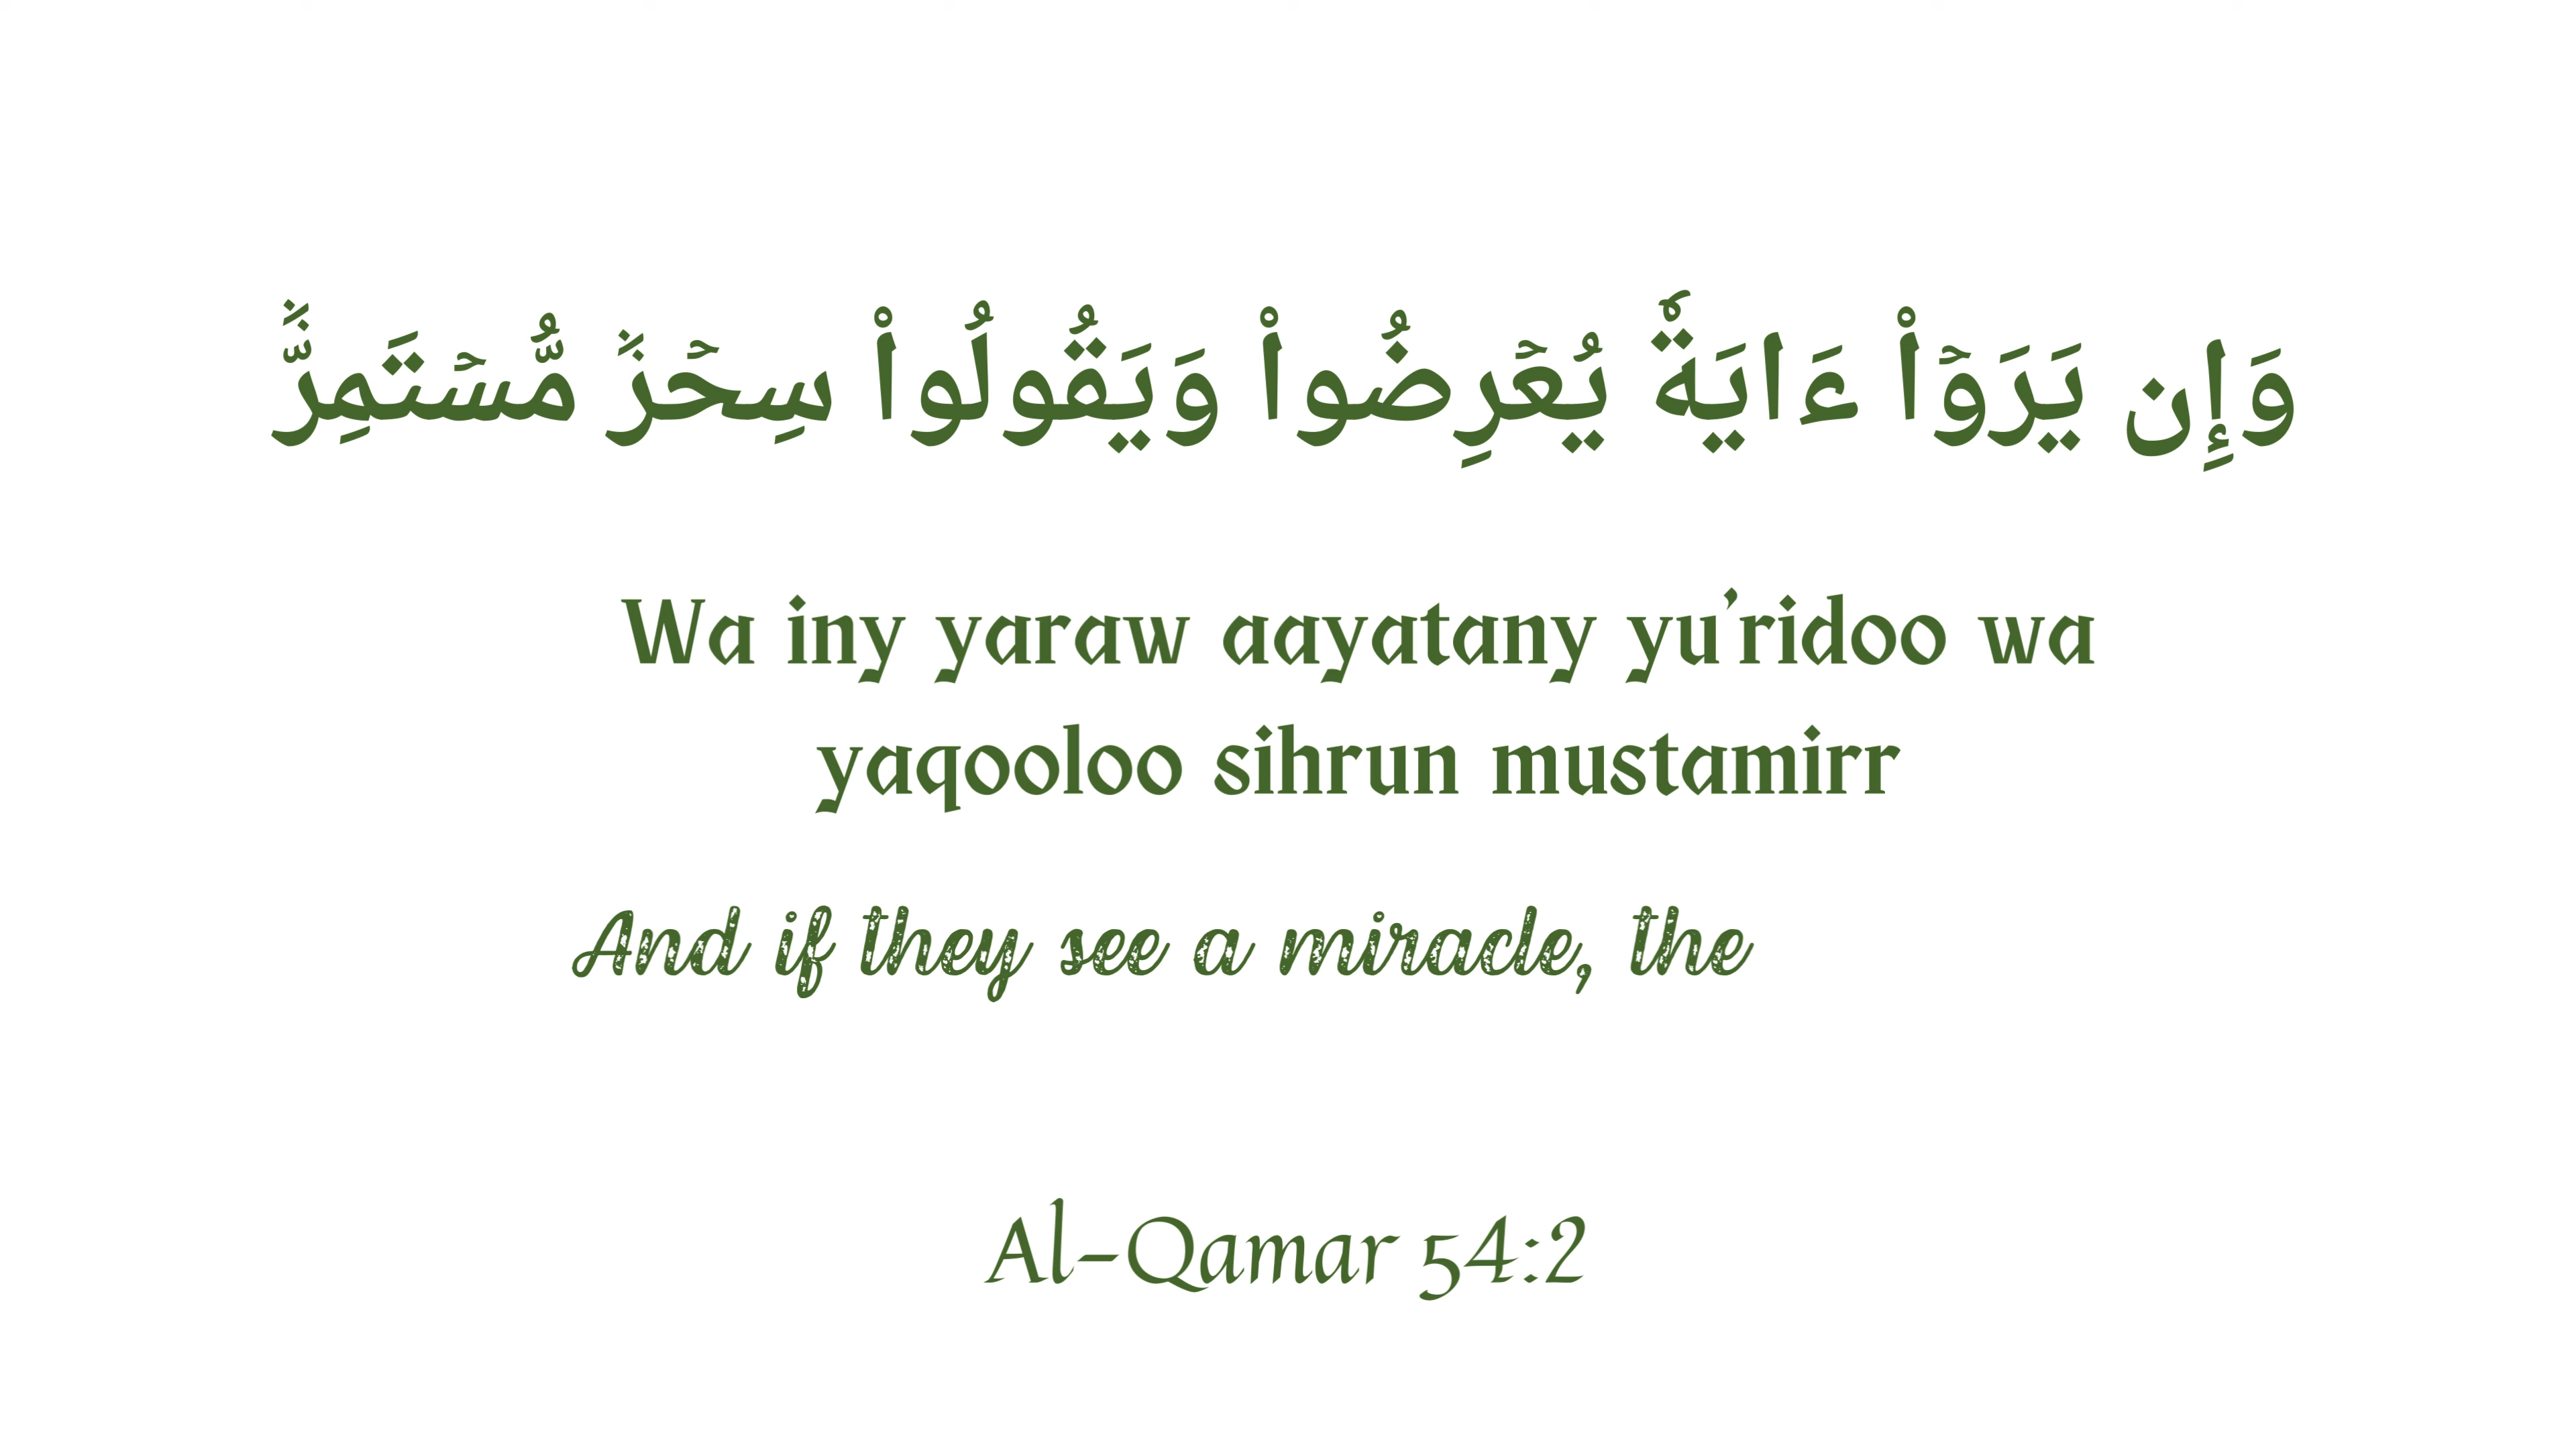 وَإِن يَرَوۡاْ ءَايَةٗ يُعۡرِضُواْ وَيَقُولُواْ سِحۡرٞ مُّسۡتَمِرّٞ
Wa iny yaraw aayatany yu'ridoo wa
yaqooloo sihrun mustamirr
And if they see a miracle, the
Al-Qamar 54:2